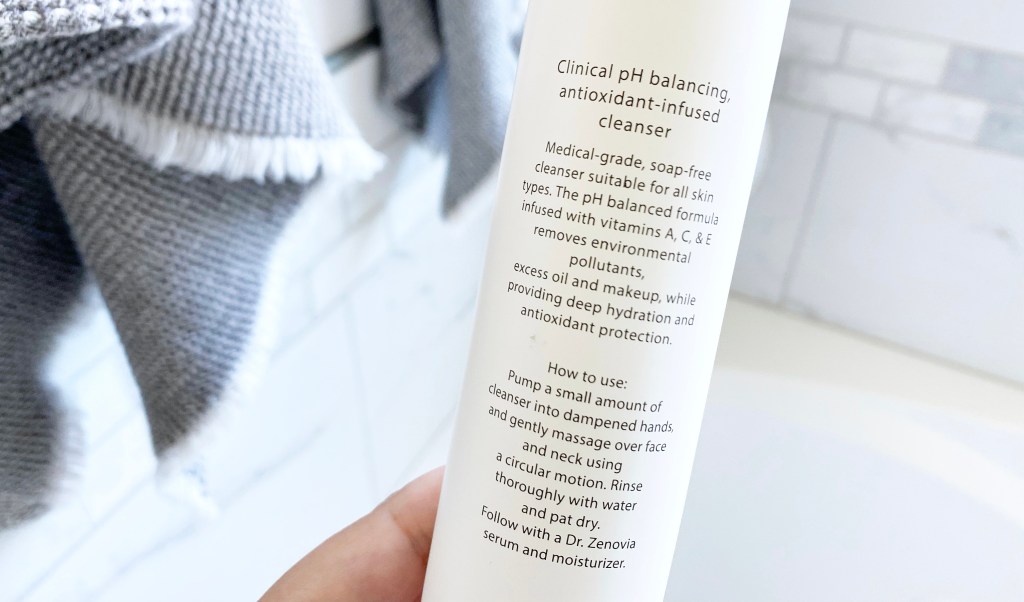 Clinical pH balancing,
antioxidant-infused
cleanser
Medical-grade, soap-free
cleanser suitable for all skin
types. The pH balanced formula
infused with vitamins A, C, & E
removes environmental
pollutants,
excess oil and makeup, while
providing deep hydration and
antioxidant protection.
How to use:
Pump a small amount of
cleanser into dampened hands,
and gently massage over face
and neck using
a circular motion. Rinse
thoroughly with water
and pat dry.
Follow with a Dr. Zenovia
serum and moisturizer.